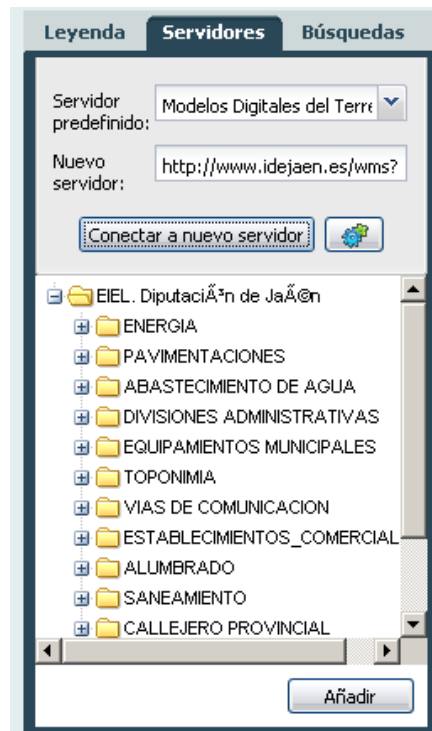 Leyenda Servidores Búsquedas
Servidor predefinido:
Modelos Digitales del Terre
Nuevo servidor:
http://www.idejaen.es/wms?
Conectar a nuevo servidor
EIEL. DiputaciÃ³n de JaÃ©n
ENERGIA
PAVIMENTACIONES
ABASTECIMIENTO DE AGUA
DIVISIONES ADMINISTRATIVAS
EQUIPAMIENTOS MUNICIPALES
TOPONIMIA
VIAS DE COMUNICACION
ESTABLECIMIENTOS_COMERCIAL
ALUMBRADO
SANEAMIENTO
CALLEJERO PROVINCIAL
Añadir